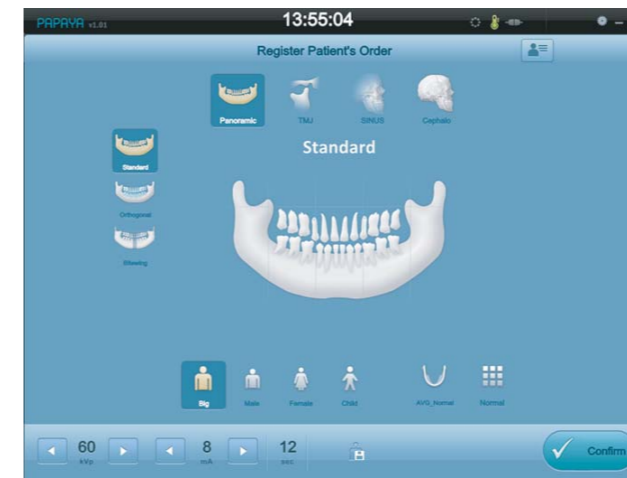 PAPAYA v1.01
13:55:04
Register Patient's Order
Panoramic
TMJ
SINUS
Cephalo
Standard
Standard
Orthogonal
Bitewing
Big
Male
Female
Child
AVG_Normal
Normal
60
kVp
8
mA
12
sec
Confirm